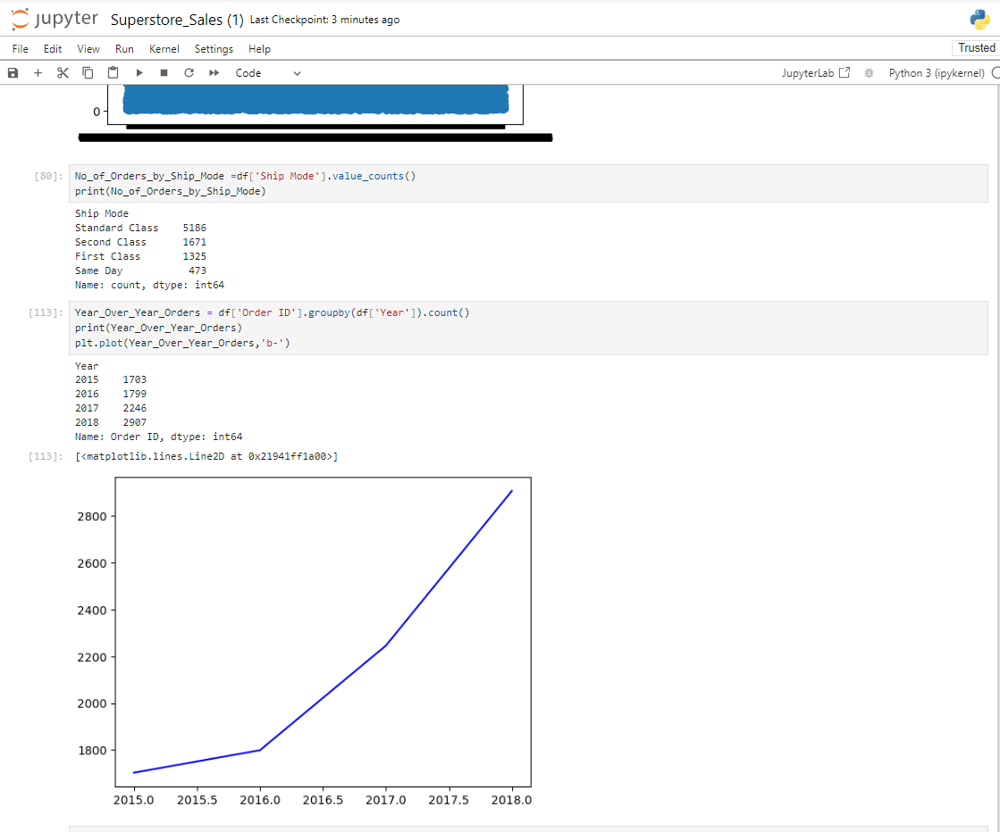 jupyter Superstore_Sales (1) Last Checkpoint: 3 minutes ago
File Edit View Run Kernel Settings Help Trusted
Code JupyterLab Python 3 (ipykernel)
0
[80]: No_of_Orders_by_Ship_Mode =df['Ship Mode'].value_counts()
print(No_of_Orders_by_Ship_Mode)
Ship Mode
Standard Class 5186
Second Class 1671
First Class 1325
Same Day 473
Name: count, dtype: int64
[113]: Year_Over_Year_Orders = df['Order ID'].groupby(df['Year']).count()
print(Year_Over_Year_Orders)
plt.plot(Year_Over_Year_Orders,'b-')
Year
2015 1703
2016 1799
2017 2246
2018 2907
Name: Order ID, dtype: int64
[113]: [<matplotlib.lines.Line2D at 0x21941ff1a00>]
2800
2600
2400
2200
2000
1800
2015.0 2015.5 2016.0 2016.5 2017.0 2017.5 2018.0